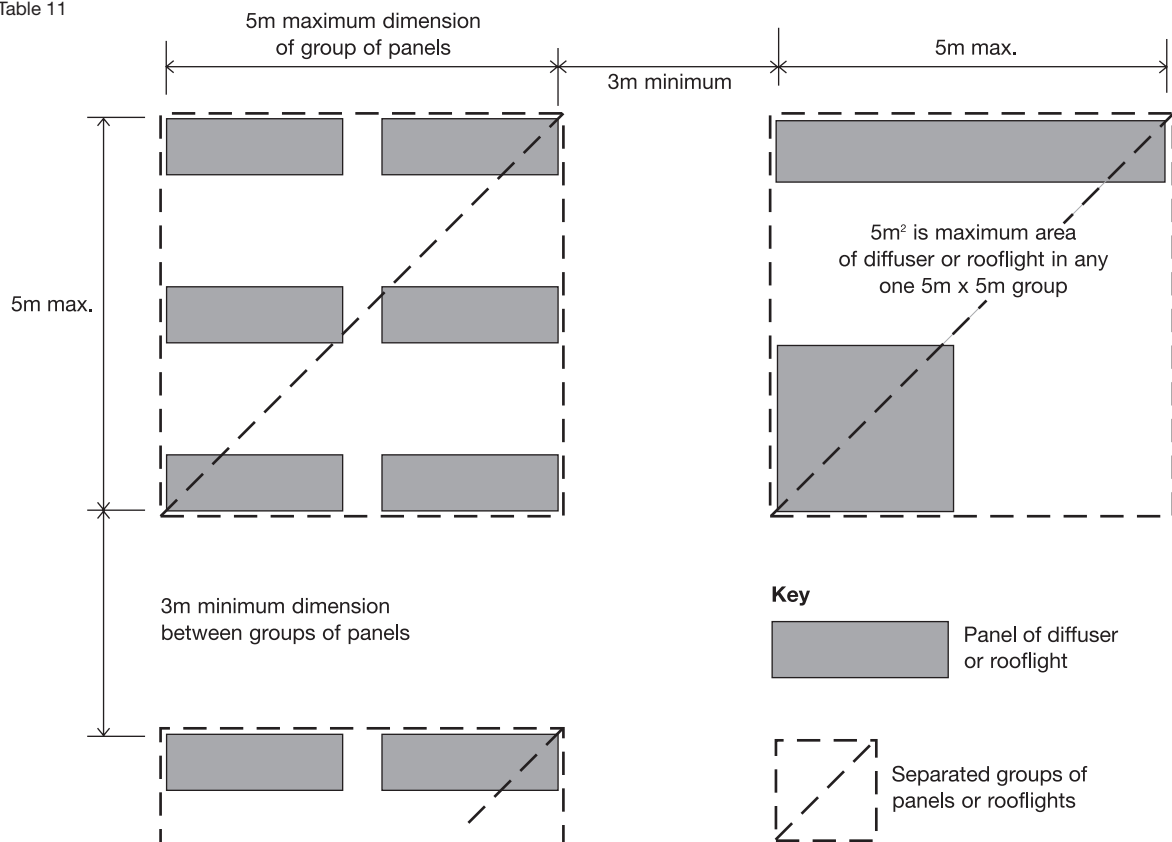 Table 11
5m maximum dimension
of group of panels
3m minimum
5m max.
5m max.
5m² is maximum area
of diffuser or rooflight in any
one 5m x 5m group
3m minimum dimension
between groups of panels
Key
Panel of diffuser
or rooflight
Separated groups of
panels or rooflights